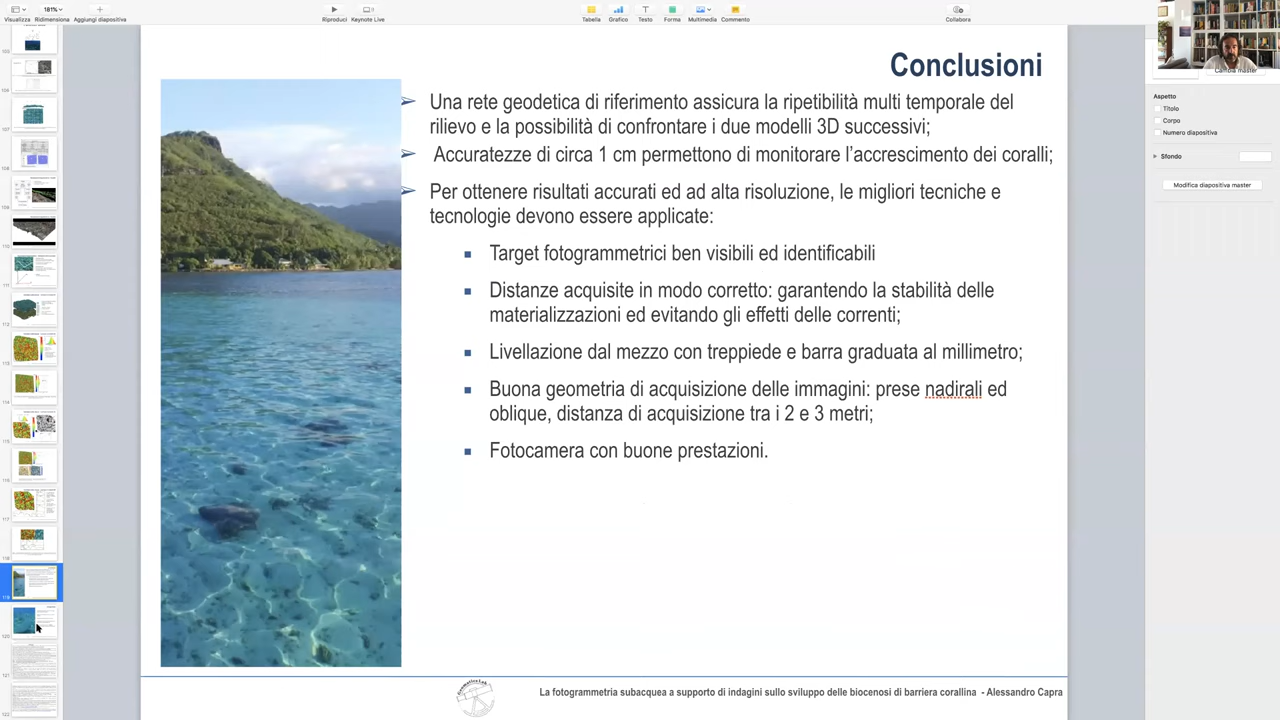 181%
Visualizza
Ridimensiona
Aggiungi diapositiva
Riproduci
Keynote Live
Tabella
Grafico
Testo
Forma
Multimedia
Commento
Collabora
Cambia master
Aspetto
Titolo
Corpo
Numero diapositiva
Sfondo
Modifica diapositiva master
Conclusioni
Una rete geodetica di riferimento assicura la ripetibilità multi temporale del
rilievo e la possibilità di confrontare i due modelli 3D successivi;
Accuratezze di circa 1 cm permettono di monitorare l'accrescimento dei coralli;
Per ottenere risultati accurati ed ad alta risoluzione le migliori tecniche e
tecnologie devono essere applicate:
Target fotogrammetrici ben visibili ed identificabili
Distanze acquisite in modo corretto: garantendo la stabilità delle
materializzazioni ed evitando gli effetti delle correnti;
Livellazione dal mezzo con treppiede e barra graduata al millimetro;
Buona geometria di acquisizione delle immagini: prese nadirali ed
oblique, distanza di acquisizione tra i 2 e 3 metri;
Fotocamera con buone prestazioni.
La fotogrammetria subacquea a supporto di indagini sullo sviluppo delle biocenosi di barriera corallina - Alessandro Capra